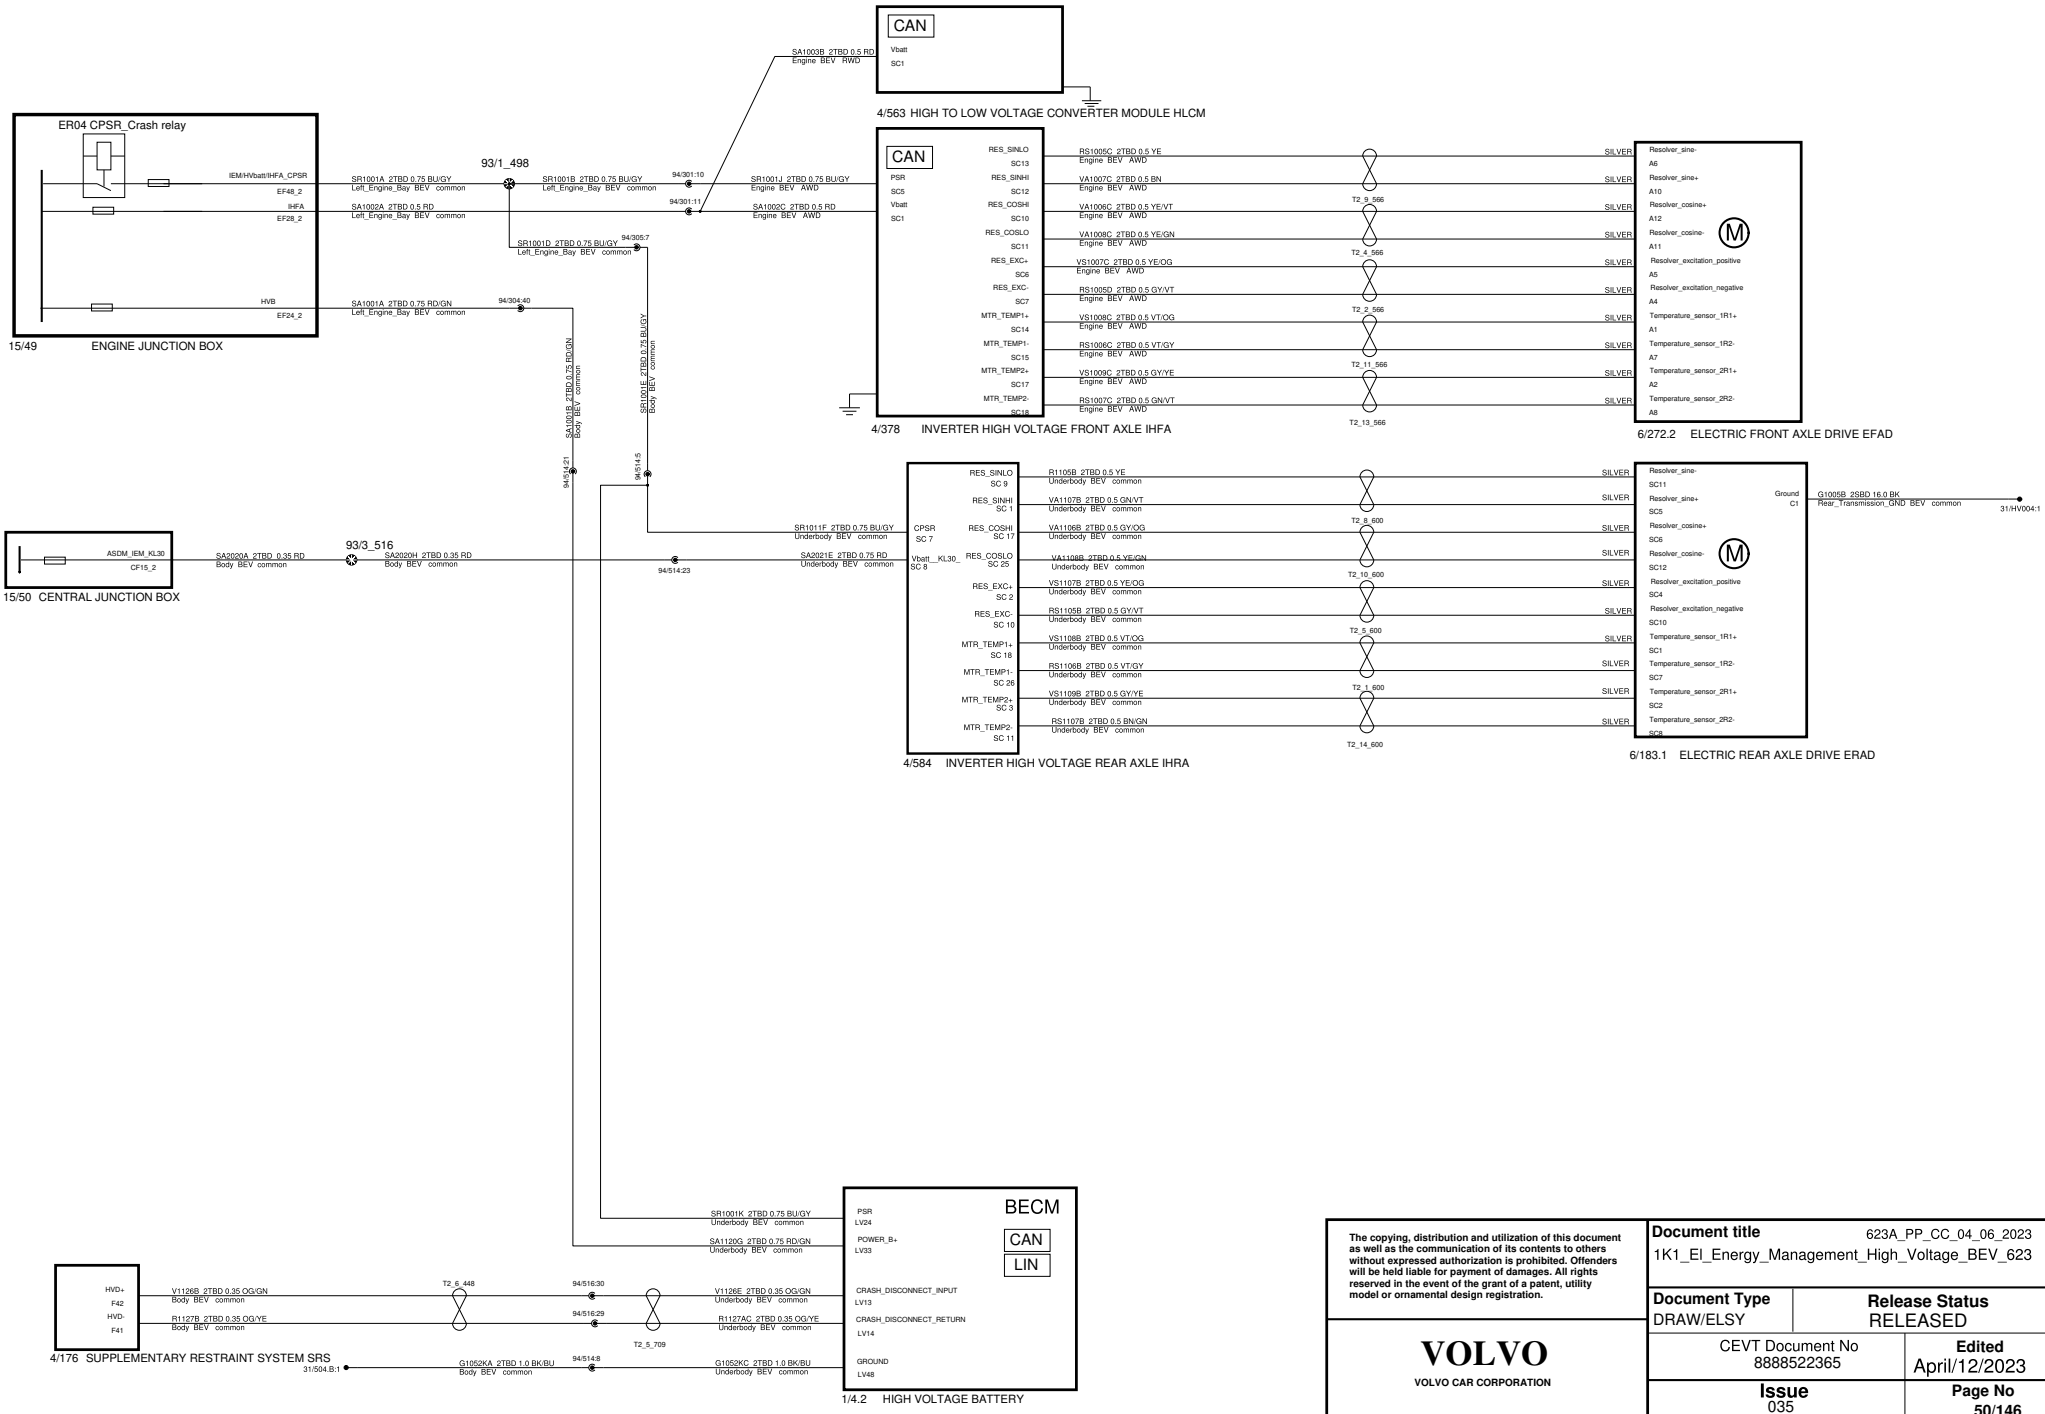 CAN
Vbatt
SC1
SA1003B 2TBD 0.5 RD
Engine BEV RWD
4/563 HIGH TO LOW VOLTAGE CONVERTER MODULE HLCM
ER04 CPSR_Crash relay
IEM/HVbatt/IHFA_CPSR
EF48_2
IHFA
EF28_2
HVB
EF24_2
15/49 ENGINE JUNCTION BOX
SR1001A 2TBD 0.75 BU/GY
Left_Engine_Bay BEV common
93/1_498
SR1001B 2TBD 0.75 BU/GY
Left_Engine_Bay BEV common
94/301:10
SR1001J 2TBD 0.75 BU/GY
Engine BEV AWD
SA1002A 2TBD 0.5 RD
Left_Engine_Bay BEV common
94/301:11
SA1002C 2TBD 0.5 RD
Engine BEV AWD
SR1001D 2TBD 0.75 BU/GY
Left_Engine_Bay BEV common
94/305:7
SA1001A 2TBD 0.75 RD/GN
Left_Engine_Bay BEV common
94/304:40
SA1001B 2TBD 0.75 RD/GN
Body BEV common
SR1001E 2TBD 0.75 BU/GY
Body BEV common
94/514:21
94/514:5
CAN
PSR
SC5
Vbatt
SC1
RES_SINLO
SC13
RES_SINHI
SC12
RES_COSHI
SC10
RES_COSLO
SC11
RES_EXC+
SC6
RES_EXC-
SC7
MTR_TEMP1+
SC14
MTR_TEMP1-
SC15
MTR_TEMP2+
SC17
MTR_TEMP2-
SC18
4/378 INVERTER HIGH VOLTAGE FRONT AXLE IHFA
RS1005C 2TBD 0.5 YE
Engine BEV AWD
VA1007C 2TBD 0.5 BN
Engine BEV AWD
VA1006C 2TBD 0.5 YE/VT
Engine BEV AWD
VA1008C 2TBD 0.5 YE/GN
Engine BEV AWD
VS1007C 2TBD 0.5 YE/OG
Engine BEV AWD
RS1005D 2TBD 0.5 GY/VT
Engine BEV AWD
VS1008C 2TBD 0.5 VT/OG
Engine BEV AWD
RS1006C 2TBD 0.5 VT/GY
Engine BEV AWD
VS1009C 2TBD 0.5 GY/YE
Engine BEV AWD
RS1007C 2TBD 0.5 GN/VT
Engine BEV AWD
T2_9_566
T2_4_566
T2_2_566
T2_11_566
T2_13_566
SILVER
SILVER
SILVER
SILVER
SILVER
SILVER
SILVER
SILVER
SILVER
SILVER
Resolver_sine-
A6
Resolver_sine+
A10
Resolver_cosine+
A12
Resolver_cosine-
A11
Resolver_excitation_positive
A5
Resolver_excitation_negative
A4
Temperature_sensor_1R1+
A1
Temperature_sensor_1R2-
A7
Temperature_sensor_2R1+
A2
Temperature_sensor_2R2-
A8
M
6/272.2 ELECTRIC FRONT AXLE DRIVE EFAD
ASDM_IEM_KL30
CF15_2
15/50 CENTRAL JUNCTION BOX
SA2020A 2TBD 0.35 RD
Body BEV common
93/3_516
SA2020H 2TBD 0.35 RD
Body BEV common
94/514:23
SR1011F 2TBD 0.75 BU/GY
Underbody BEV common
SA2021E 2TBD 0.75 RD
Underbody BEV common
CPSR
SC 7
Vbatt__KL30_
SC 8
RES_SINLO
SC 9
RES_SINHI
SC 1
RES_COSHI
SC 17
RES_COSLO
SC 25
RES_EXC+
SC 2
RES_EXC-
SC 10
MTR_TEMP1+
SC 18
MTR_TEMP1-
SC 26
MTR_TEMP2+
SC 3
MTR_TEMP2-
SC 11
4/584 INVERTER HIGH VOLTAGE REAR AXLE IHRA
R1105B 2TBD 0.5 YE
Underbody BEV common
VA1107B 2TBD 0.5 GN/VT
Underbody BEV common
VA1106B 2TBD 0.5 GY/OG
Underbody BEV common
VA1108B 2TBD 0.5 YE/GN
Underbody BEV common
VS1107B 2TBD 0.5 YE/OG
Underbody BEV common
RS1105B 2TBD 0.5 GY/VT
Underbody BEV common
VS1108B 2TBD 0.5 VT/OG
Underbody BEV common
RS1106B 2TBD 0.5 VT/GY
Underbody BEV common
VS1109B 2TBD 0.5 GY/YE
Underbody BEV common
RS1107B 2TBD 0.5 BN/GN
Underbody BEV common
T2_8_600
T2_10_600
T2_5_600
T2_1_600
T2_14_600
SILVER
SILVER
SILVER
SILVER
SILVER
SILVER
SILVER
SILVER
SILVER
SILVER
Resolver_sine-
SC11
Resolver_sine+
SC5
Resolver_cosine+
SC6
Resolver_cosine-
SC12
Resolver_excitation_positive
SC4
Resolver_excitation_negative
SC10
Temperature_sensor_1R1+
SC1
Temperature_sensor_1R2-
SC7
Temperature_sensor_2R1+
SC2
Temperature_sensor_2R2-
SC8
Ground
C1
M
G1005B 2SBD 16.0 BK
Rear_Transmission_GND BEV common
31/HV004:1
6/183.1 ELECTRIC REAR AXLE DRIVE ERAD
SR1001K 2TBD 0.75 BU/GY
Underbody BEV common
SA1120G 2TBD 0.75 RD/GN
Underbody BEV common
HVD+
F42
HVD-
F41
4/176 SUPPLEMENTARY RESTRAINT SYSTEM SRS
V1126B 2TBD 0.35 OG/GN
Body BEV common
R1127B 2TBD 0.35 OG/YE
Body BEV common
T2_6_448
94/516:30
94/516:29
T2_5_709
V1126E 2TBD 0.35 OG/GN
Underbody BEV common
R1127AC 2TBD 0.35 OG/YE
Underbody BEV common
31/504.B:1
G1052KA 2TBD 1.0 BK/BU
Body BEV common
94/514:8
G1052KC 2TBD 1.0 BK/BU
Underbody BEV common
BECM
CAN
LIN
PSR
LV24
POWER_B+
LV33
CRASH_DISCONNECT_INPUT
LV13
CRASH_DISCONNECT_RETURN
LV14
GROUND
LV48
1/4.2 HIGH VOLTAGE BATTERY
The copying, distribution and utilization of this document
as well as the communication of its contents to others
without expressed authorization is prohibited. Offenders
will be held liable for payment of damages. All rights
reserved in the event of the grant of a patent, utility
model or ornamental design registration.
VOLVO
VOLVO CAR CORPORATION
Document title 623A_PP_CC_04_06_2023
1K1_El_Energy_Management_High_Voltage_BEV_623
Document Type
DRAW/ELSY
Release Status
RELEASED
CEVT Document No
8888522365
Edited
April/12/2023
Issue
035
Page No
50/146